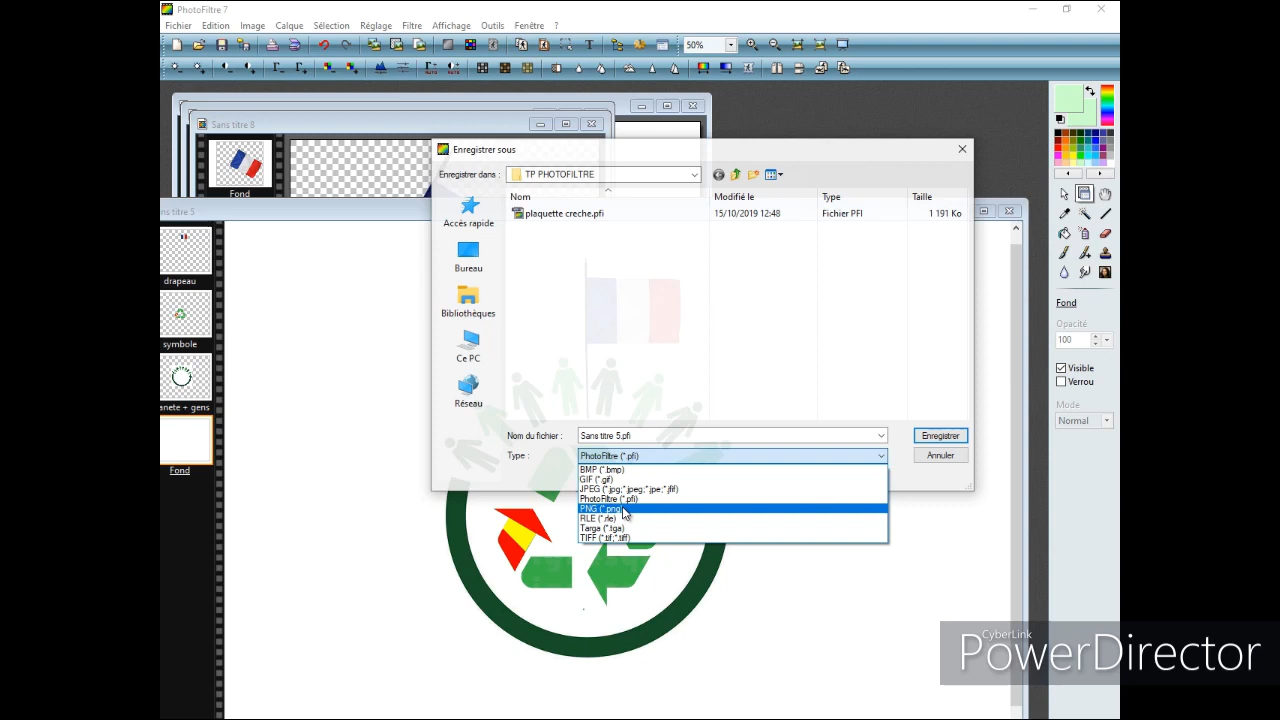 PhotoFiltre 7
Fichier Edition Image Calque Sélection Réglage Filtre Affichage Outils Fenêtre ?
50%
Sans titre 8
Fond
Enregistrer sous
Enregistrer dans : TP PHOTOFILTRE
Nom Modifié le Type Taille
plaquette creche.pfi 15/10/2019 12:48 Fichier PFI 1 191 Ko
Accès rapide
Bureau
Bibliothèques
Ce PC
Réseau
Nom du fichier : Sans titre 5.pfi Enregistrer
Type : PhotoFiltre (*.pfi) Annuler
BMP (*.bmp)
GIF (*.gif)
JPEG (*.jpg;*.jpeg;*.jpe;*.jfif)
PhotoFiltre (*.pfi)
PNG (*.png)
RLE (*.rle)
Targa (*.tga)
TIFF (*.tif;*.tiff)
ans titre 5
drapeau
symbole
anete + gens
Fond
Fond
Opacité
100
Visible
Verrou
Mode
Normal
CyberLink
PowerDirector